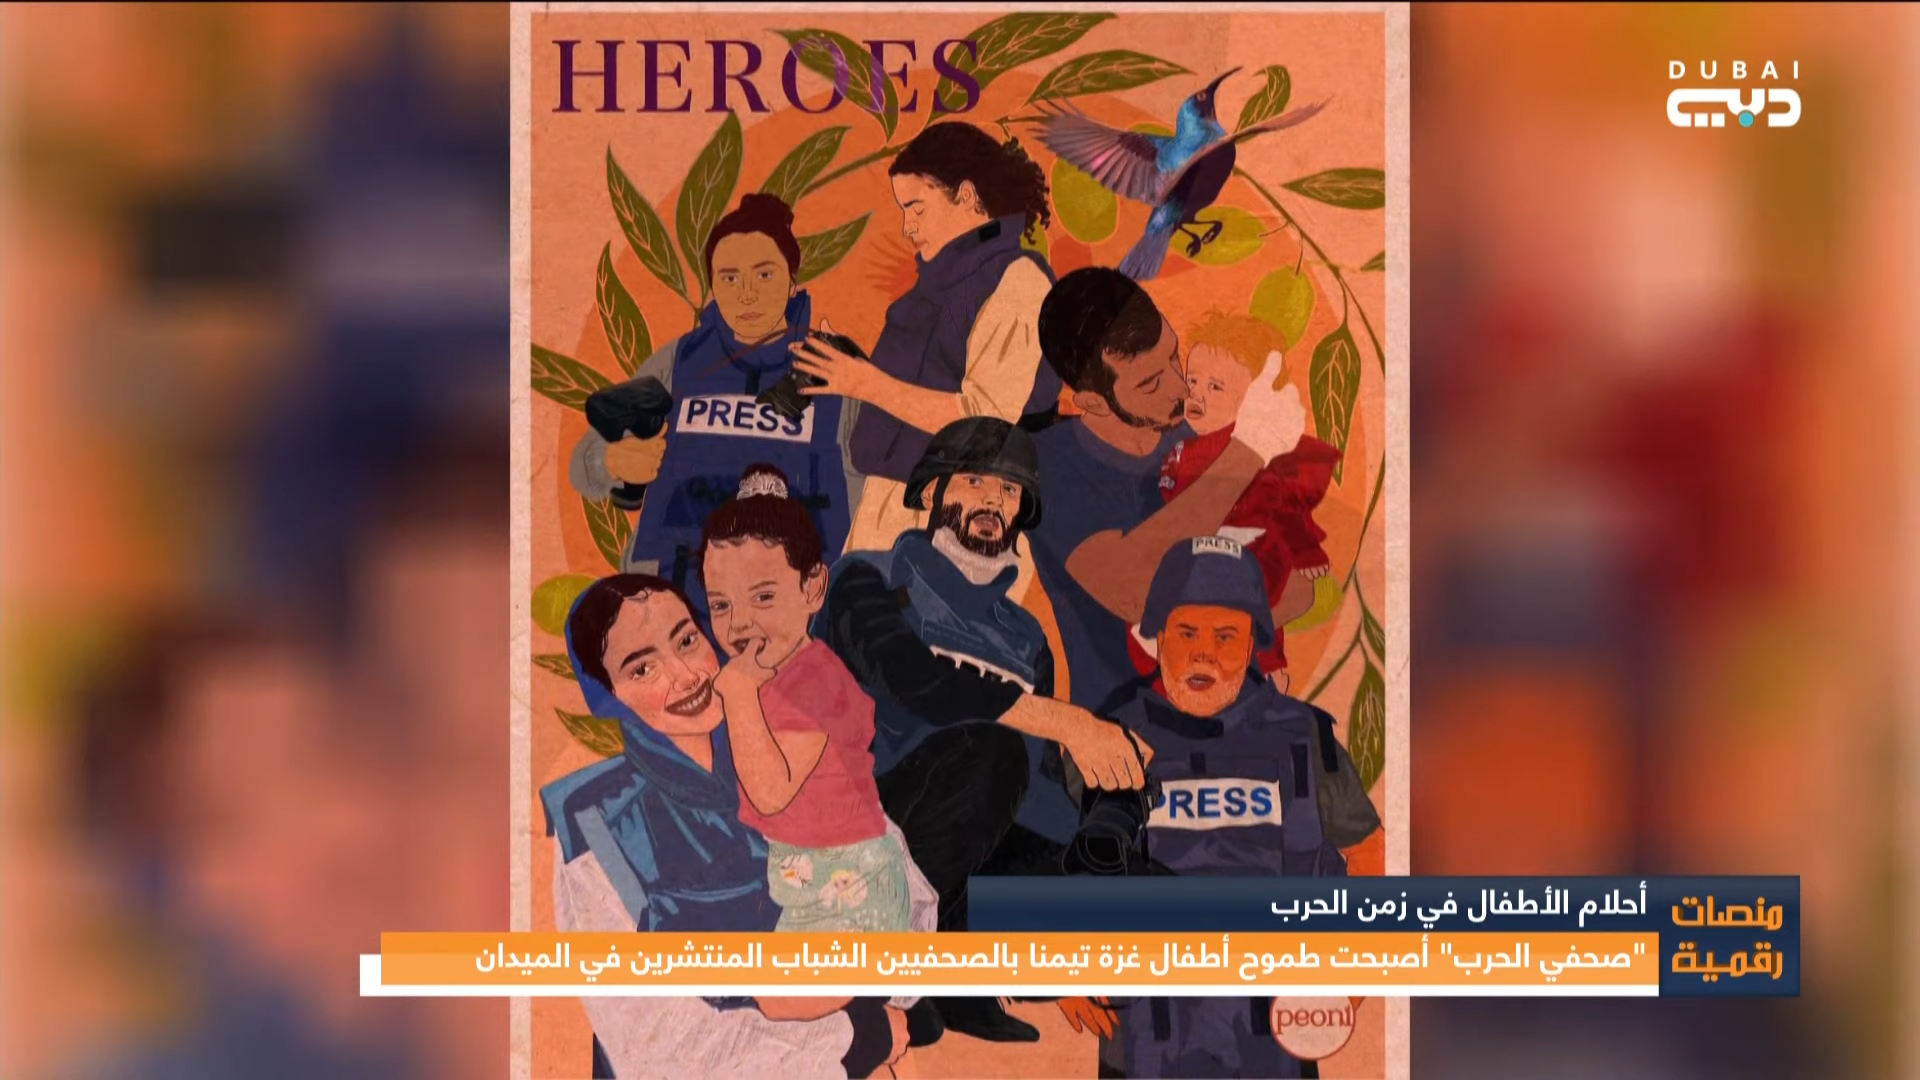 HEROES
DUBAI
دبي
PRESS
PRESS
PRESS
أحلام الأطفال في زمن الحرب
"صحفي الحرب" أصبحت طموح أطفال غزة تيمنا بالصحفيين الشباب المنتشرين في الميدان
منصات
رقمية
peoni